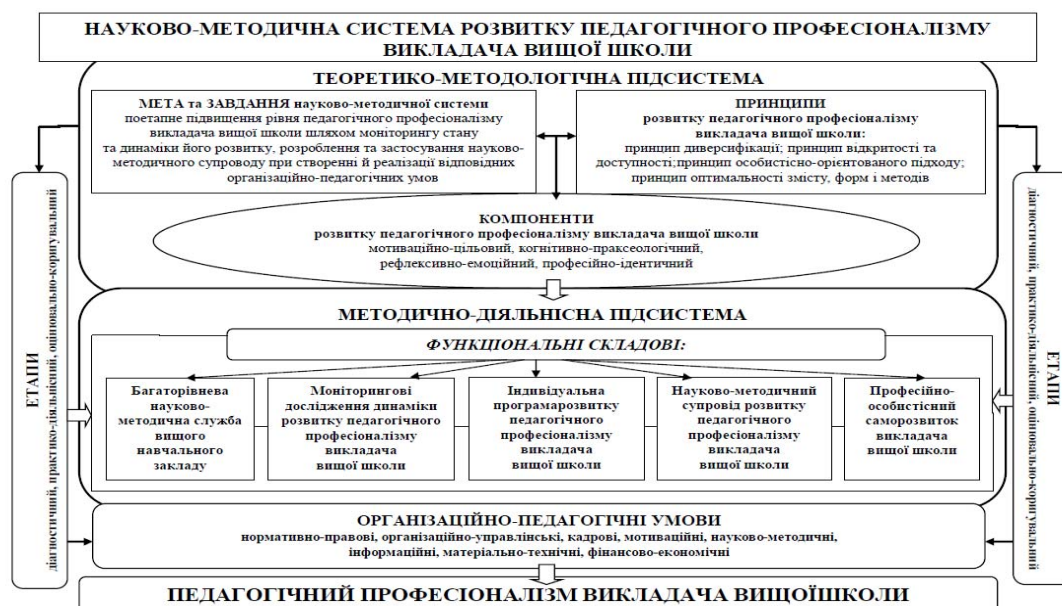 НАУКОВО-МЕТОДИЧНА СИСТЕМА РОЗВИТКУ ПЕДАГОГІЧНОГО ПРОФЕСІОНАЛІЗМУ
ВИКЛАДАЧА ВИЩОЇ ШКОЛИ
ТЕОРЕТИКО-МЕТОДОЛОГІЧНА ПІДСИСТЕМА
МЕТА та ЗАВДАННЯ науково-методичної системи
поетапне підвищення рівня педагогічного професіоналізму
викладача вищої школи шляхом моніторингу стану
та динаміки його розвитку, розроблення та застосування науково-
методичного супроводу при створенні й реалізації відповідних
організаційно-педагогічних умов
ПРИНЦИПИ
розвитку педагогічного професіоналізму
викладача вищої школи:
принцип диверсифікації; принцип відкритості та
доступності;принцип особистісно-орієнтованого підходу;
принцип оптимальності змісту, форм і методів
КОМПОНЕНТИ
розвитку педагогічного професіоналізму викладача вищої школи
мотиваційно-цільовий, когнітивно-праксеологічний,
рефлексивно-емоційний, професійно-ідентичний
ЕТАПИ
діагностичний, практико-діяльнісний, оцінювально-коригувальний
ЕТАПИ
діагностичний, практико-діяльнісний, оцінювально-коригувальний
МЕТОДИЧНО-ДІЯЛЬНІСНА ПІДСИСТЕМА
ФУНКЦІОНАЛЬНІ СКЛАДОВІ:
Багаторівнева
науково-
методична служба
вищого
навчального
закладу
Моніторингові
дослідження динаміки
розвитку педагогічного
професіоналізму
викладача
вищої школи
Індивідуальна
програмарозвитку
педагогічного
професіоналізму
викладача
вищої школи
Науково-методичний
супровід розвитку
педагогічного
професіоналізму
викладача
вищої школи
Професійно-
особистісний
саморозвиток
викладача
вищої школи
ОРГАНІЗАЦІЙНО-ПЕДАГОГІЧНІ УМОВИ
нормативно-правові, організаційно-управлінські, кадрові, мотиваційні, науково-методичні,
інформаційні, матеріально-технічні, фінансово-економічні
ПЕДАГОГІЧНИЙ ПРОФЕСІОНАЛІЗМ ВИКЛАДАЧА ВИЩОЇШКОЛИ